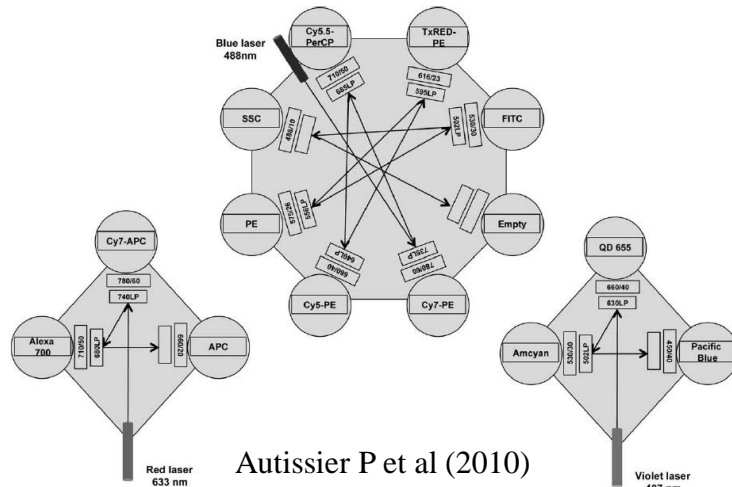 Cy5.5-
PerCP
TxRED-
PE
Blue laser
488nm
710/50
685LP
616/23
595LP
SSC
488/10
502LP
530/30
FITC
PE
575/26
556LP
Empty
640LP
660/40
735LP
780/60
Cy5-PE
Cy7-PE
Cy7-APC
780/60
740LP
Alexa
700
710/50
680LP
660/20
APC
Red laser
633 nm
QD 655
660/40
630LP
Amcyan
530/30
502LP
450/40
Pacific
Blue
Violet laser
Autissier P et al (2010)